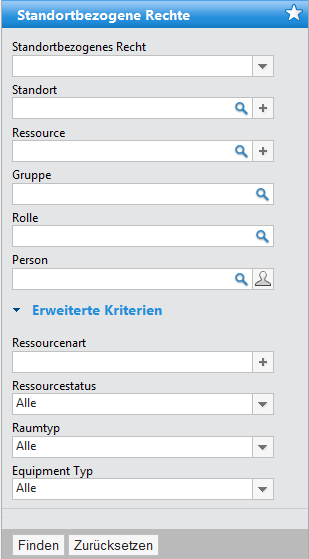 Standortbezogene Rechte
Standortbezogenes Recht
Standort
Ressource
Gruppe
Rolle
Person
Erweiterte Kriterien
Ressourcenart
Ressourcestatus
Alle
Raumtyp
Alle
Equipment Typ
Alle
Finden Zurücksetzen